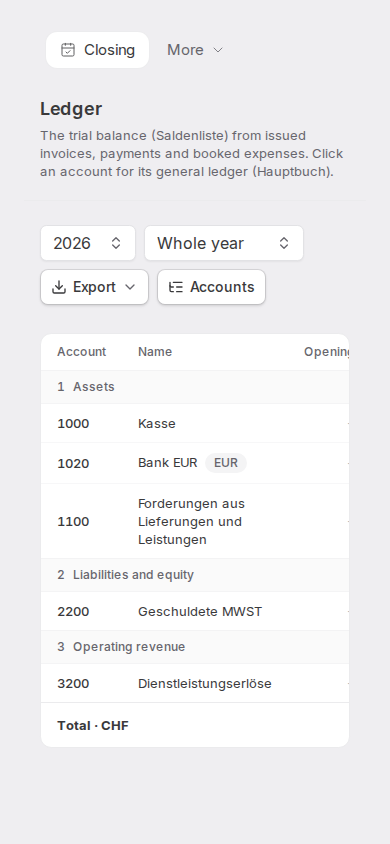 Closing More
Ledger
The trial balance (Saldenliste) from issued
invoices, payments and booked expenses. Click
an account for its general ledger (Hauptbuch).
2026 Whole year
Export Accounts
Account Name Opening
1 Assets
1000 Kasse
1020 Bank EUR EUR
1100 Forderungen aus
Lieferungen und
Leistungen
2 Liabilities and equity
2200 Geschuldete MWST
3 Operating revenue
3200 Dienstleistungserlöse
Total · CHF